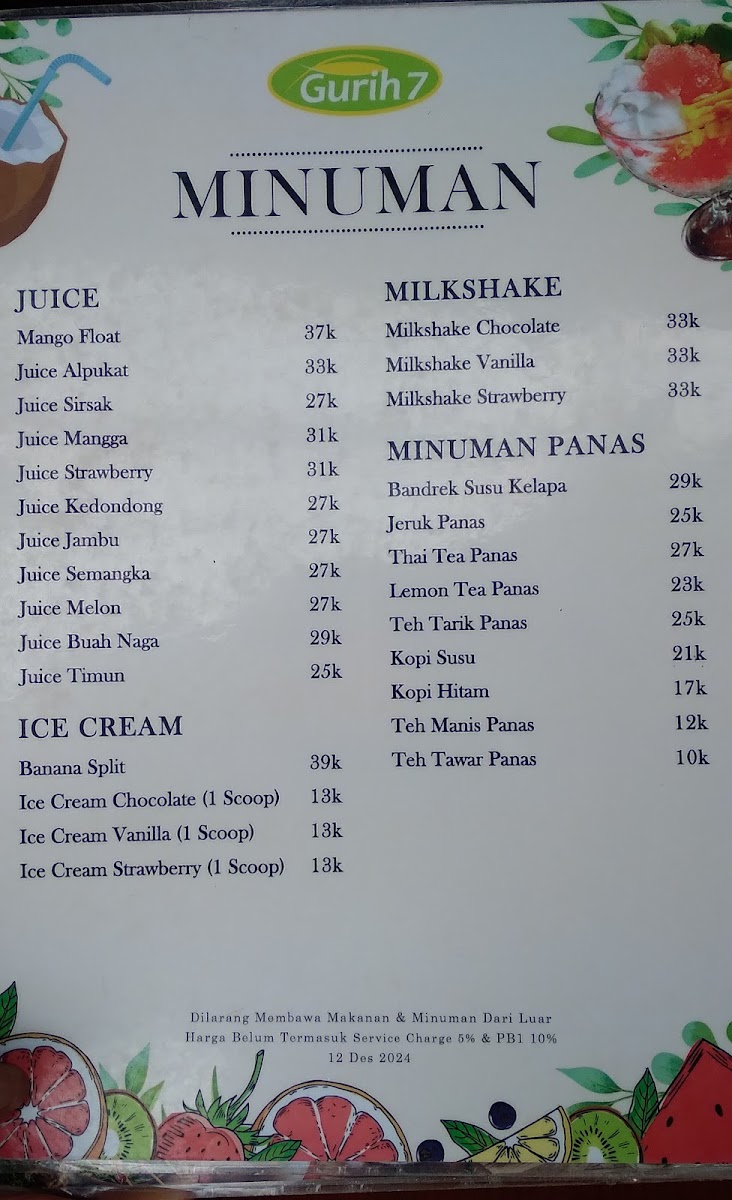 Gurih 7
MINUMAN
JUICE
Mango Float 37k
Juice Alpukat 33k
Juice Sirsak 27k
Juice Mangga 31k
Juice Strawberry 31k
Juice Kedondong 27k
Juice Jambu 27k
Juice Semangka 27k
Juice Melon 27k
Juice Buah Naga 29k
Juice Timun 25k
ICE CREAM
Banana Split 39k
Ice Cream Chocolate (1 Scoop) 13k
Ice Cream Vanilla (1 Scoop) 13k
Ice Cream Strawberry (1 Scoop) 13k
MILKSHAKE
Milkshake Chocolate 33k
Milkshake Vanilla 33k
Milkshake Strawberry 33k
MINUMAN PANAS
Bandrek Susu Kelapa 29k
Jeruk Panas 25k
Thai Tea Panas 27k
Lemon Tea Panas 23k
Teh Tarik Panas 25k
Kopi Susu 21k
Kopi Hitam 17k
Teh Manis Panas 12k
Teh Tawar Panas 10k
Dilarang Membawa Makanan & Minuman Dari Luar
Harga Belum Termasuk Service Charge 5% & PB1 10%
12 Des 2024